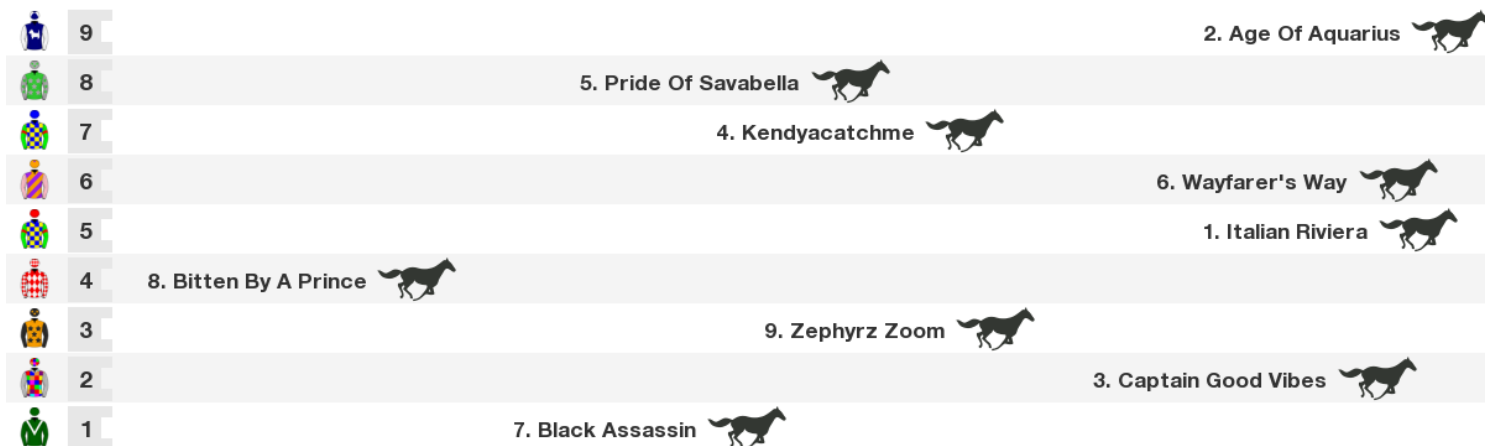 9 2. Age Of Aquarius
8 5. Pride Of Savabella
7 4. Kendyacatchme
6 6. Wayfarer's Way
5 1. Italian Riviera
4 8. Bitten By A Prince
3 9. Zephyrz Zoom
2 3. Captain Good Vibes
1 7. Black Assassin